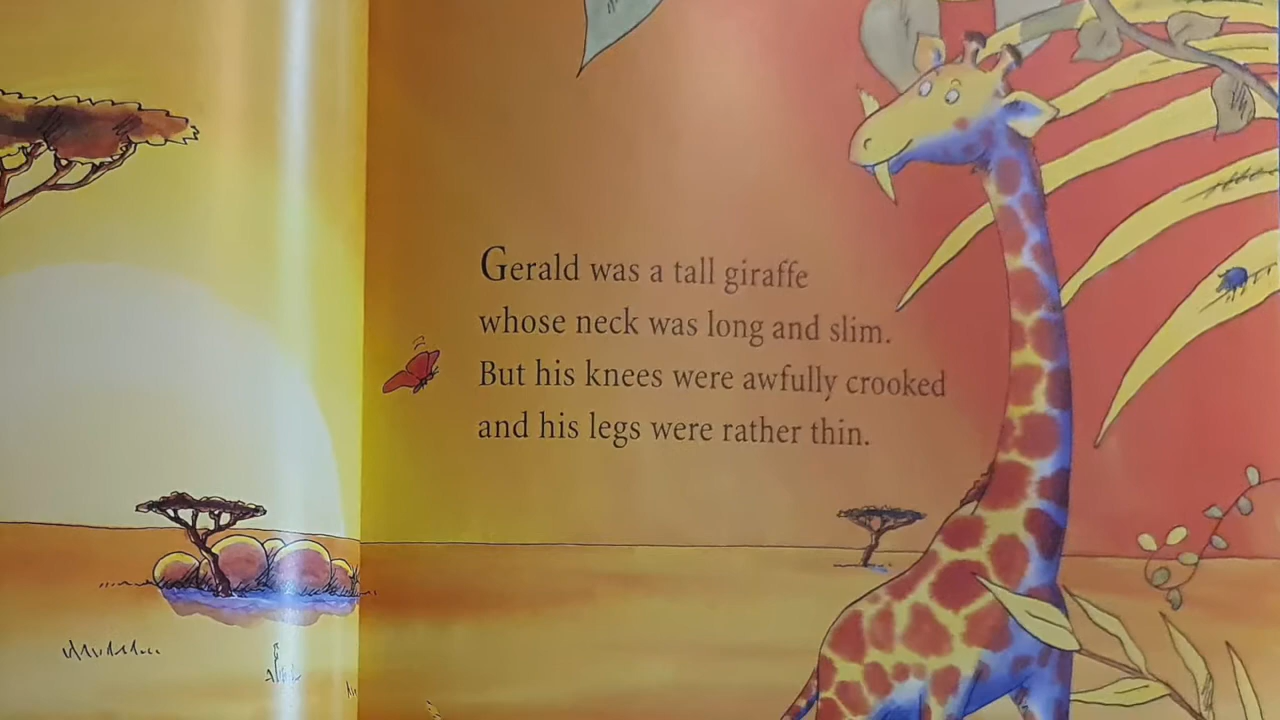 Gerald was a tall giraffe
whose neck was long and slim.
But his knees were awfully crooked
and his legs were rather thin.